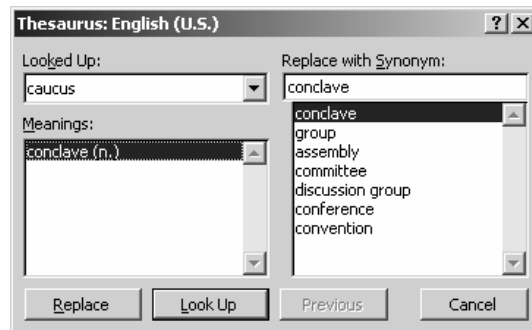 Thesaurus: English (U.S.)
Looked Up:
caucus
Meanings:
conclave (n.)
Replace with Synonym:
conclave
conclave
group
assembly
committee
discussion group
conference
convention
Replace
Look Up
Previous
Cancel